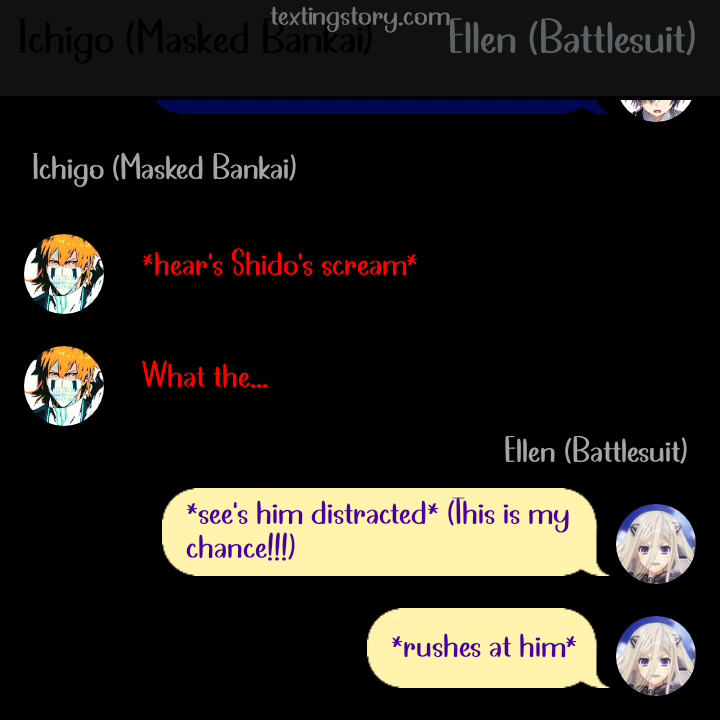 textingstory.com
Ichigo (Masked Bankai) Ellen (Battlesuit)
Ichigo (Masked Bankai)
*hear's Shido's scream*
What the...
Ellen (Battlesuit)
*see's him distracted* (This is my
chance!!!)
*rushes at him*